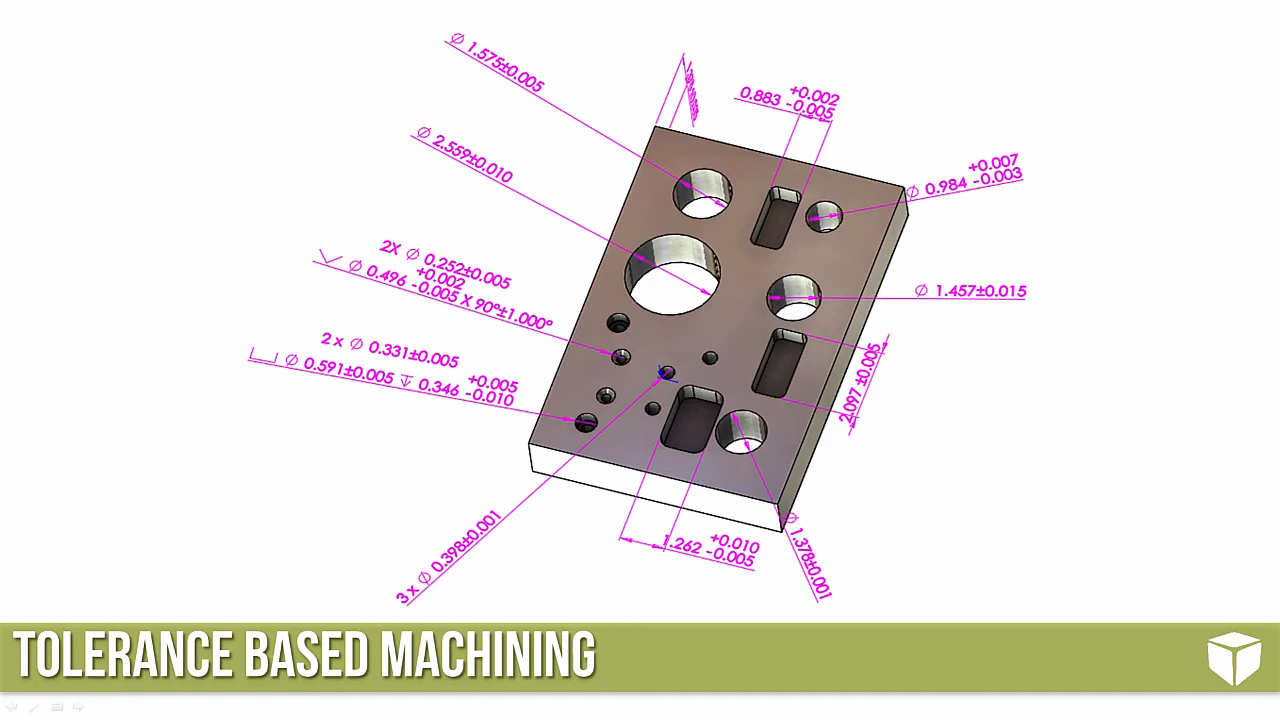 ∅ 1.575±0.005
+0.002
0.883 -0.005
∅ 2.559±0.010
+0.007
∅ 0.984 -0.003
2X ∅ 0.252±0.005
+0.002
⌵ ∅ 0.496 -0.005 X 90°±1.000°
∅ 1.457±0.015
2 x ∅ 0.331±0.005
+0.005
⌴ ∅ 0.591±0.005 ↧ 0.346 -0.010
2.097 ±0.005
3 x ∅ 0.398±0.001
+0.010
1.262 -0.005
∅ 1.378±0.001
TOLERANCE BASED MACHINING